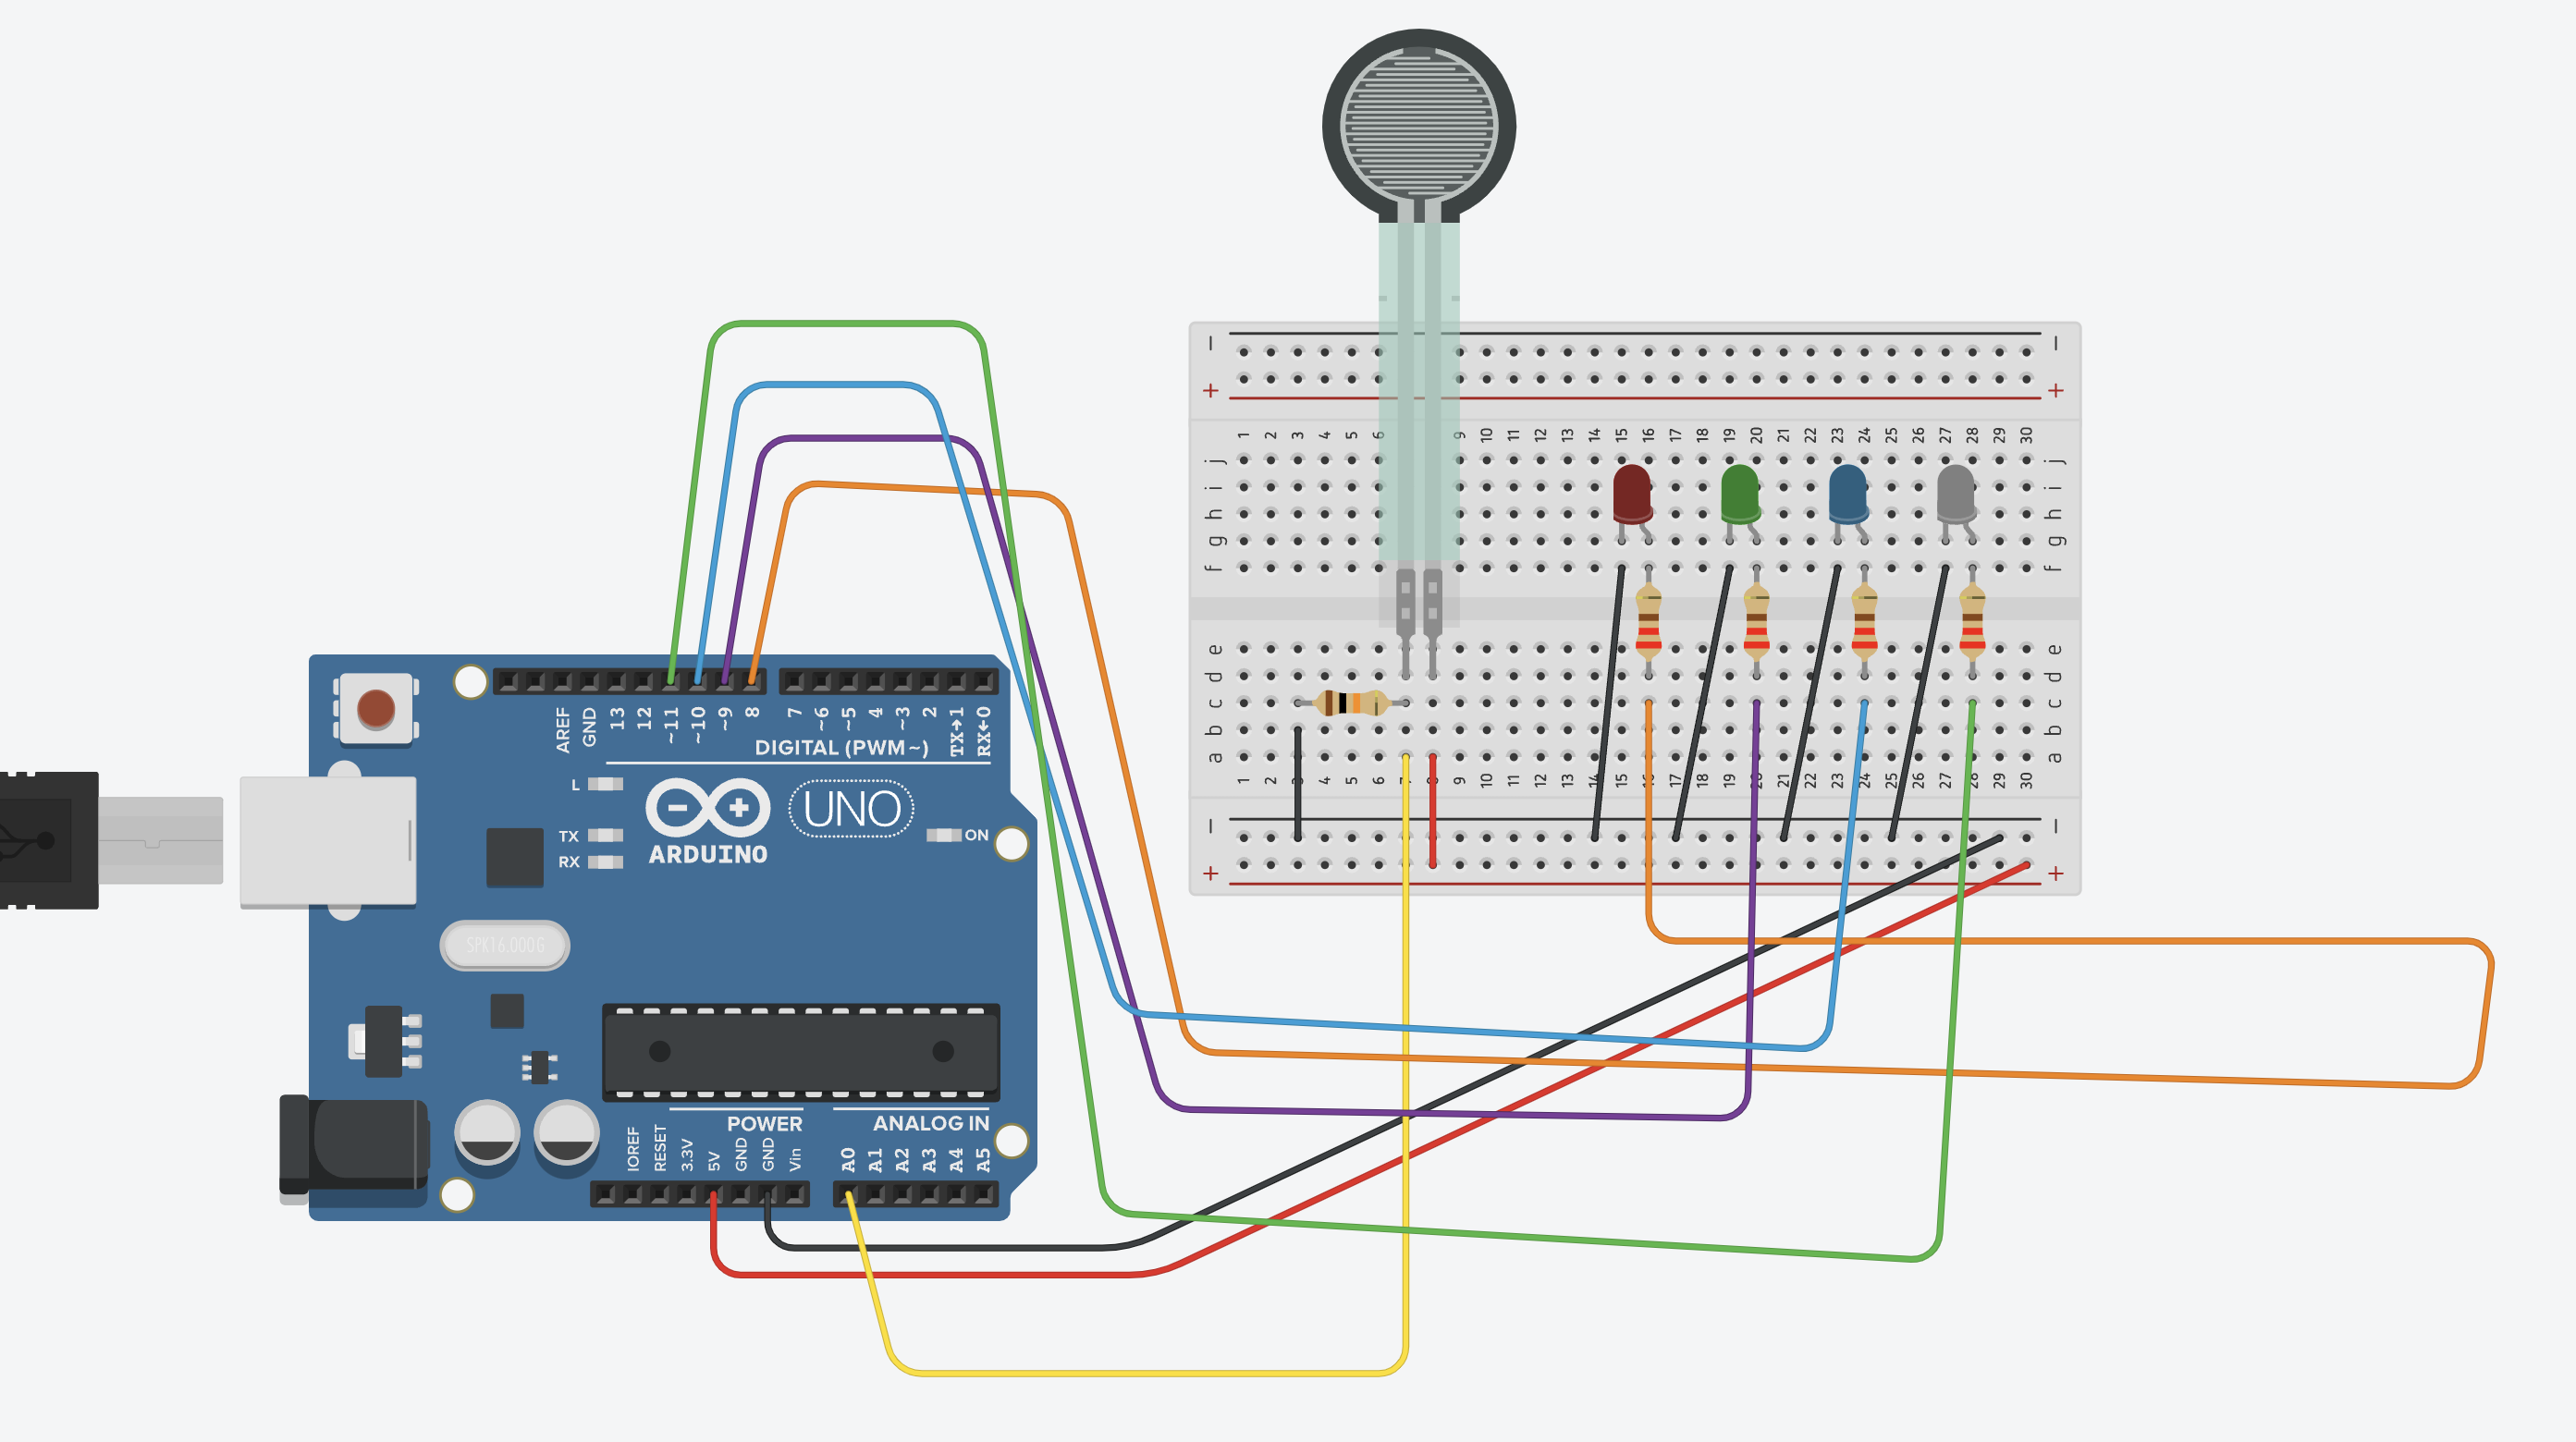 − −
+ +
1 2 3 4 5 6 9 10 11 12 13 14 15 16 17 18 19 20 21 22 23 24 25 26 27 28 29 30
j j
i i
h h
g g
f f
e e
d d
c c
b b
a a
1 2 3 4 5 6 7 8 9 10 11 12 13 14 15 16 17 18 19 20 21 22 23 24 25 26 27 28 29 30
− −
+ +
AREF GND 13 12 ~11 ~10 ~9 8 7 ~6 ~5 4 ~3 2 TX→1 RX←0
DIGITAL (PWM~)
L
TX
RX
UNO
ON
ARDUINO
SPK16.000G
POWER ANALOG IN
IOREF RESET 3.3V 5V GND GND Vin A0 A1 A2 A3 A4 A5